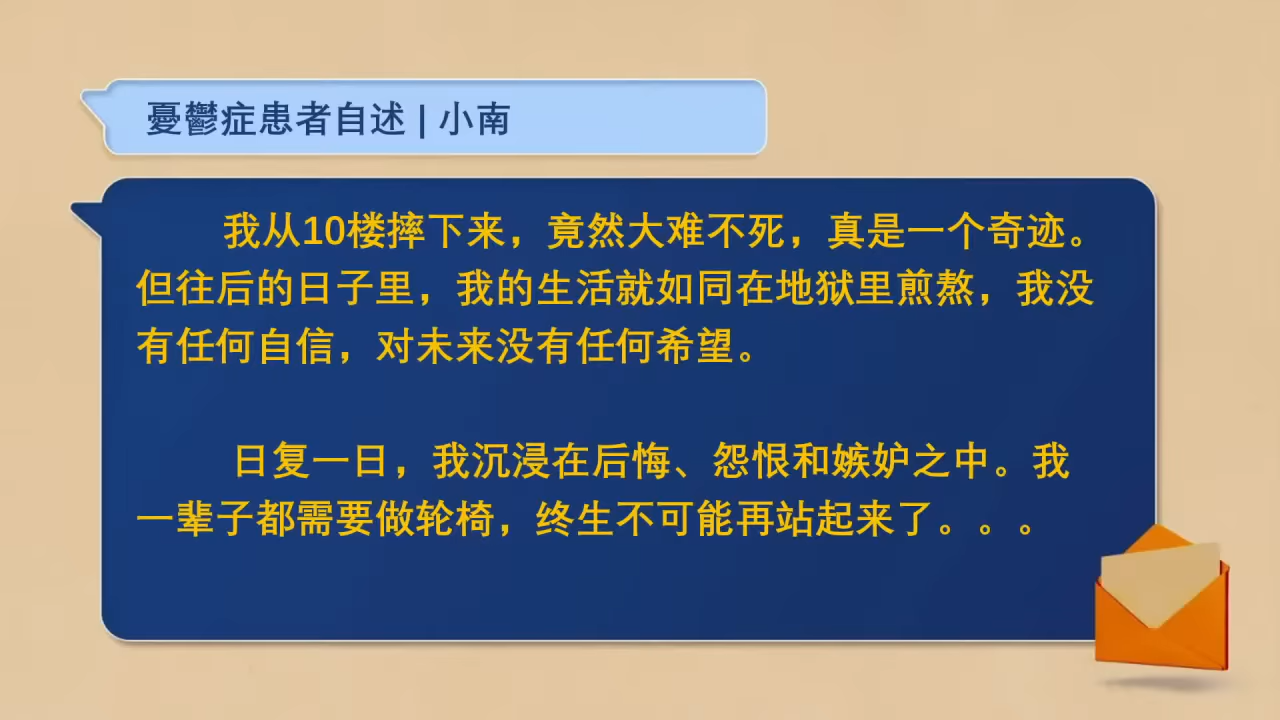 憂鬱症患者自述 | 小南
我从10楼摔下来，竟然大难不死，真是一个奇迹。
但往后的日子里，我的生活就如同在地狱里煎熬，我没
有任何自信，对未来没有任何希望。
日复一日，我沉浸在后悔、怨恨和嫉妒之中。我
一辈子都需要做轮椅，终生不可能再站起来了。。。